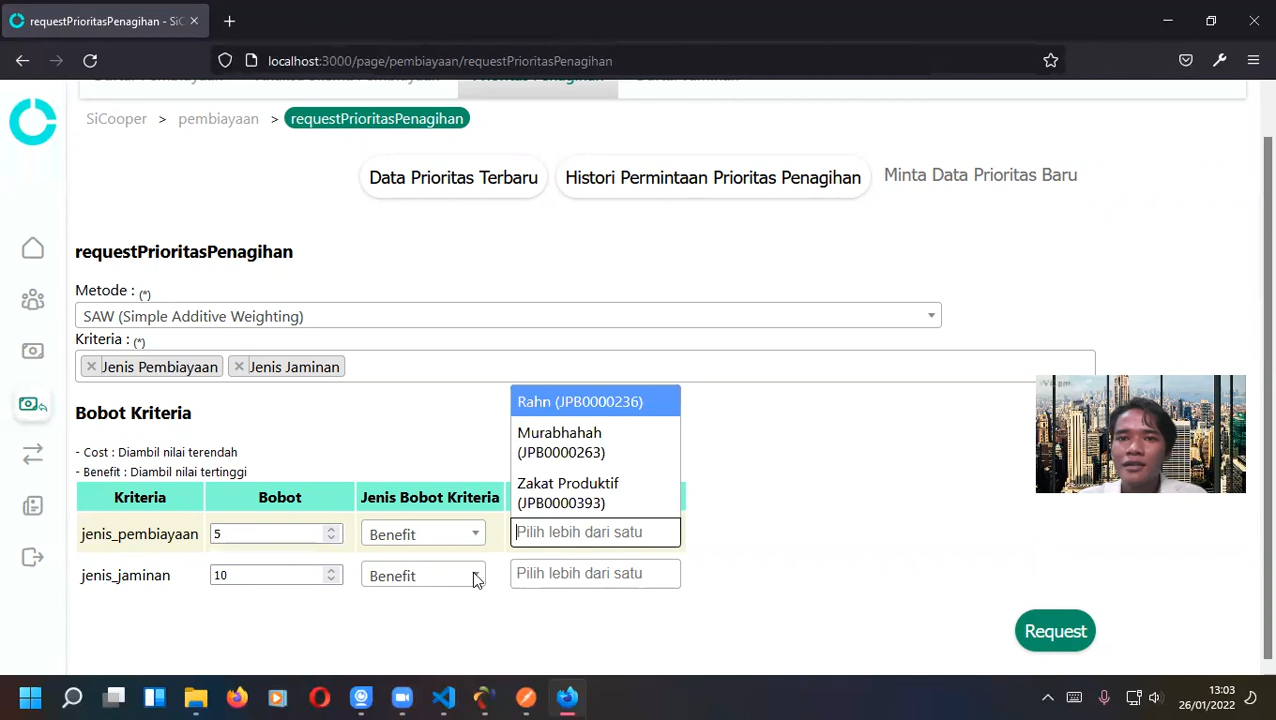 requestPrioritasPenagihan - SiC
localhost:3000/page/pembiayaan/requestPrioritasPenagihan
SiCooper > pembiayaan > requestPrioritasPenagihan
Data Prioritas Terbaru
Histori Permintaan Prioritas Penagihan
Minta Data Prioritas Baru
requestPrioritasPenagihan
Metode : (*)
SAW (Simple Additive Weighting)
Kriteria : (*)
× Jenis Pembiayaan × Jenis Jaminan
Bobot Kriteria
- Cost : Diambil nilai terendah
- Benefit : Diambil nilai tertinggi
Rahn (JPB0000236)
Murabhahah
(JPB0000263)
Zakat Produktif
(JPB0000393)
Kriteria Bobot Jenis Bobot Kriteria
jenis_pembiayaan 5 Benefit Pilih lebih dari satu
jenis_jaminan 10 Benefit Pilih lebih dari satu
Request
13:03
26/01/2022